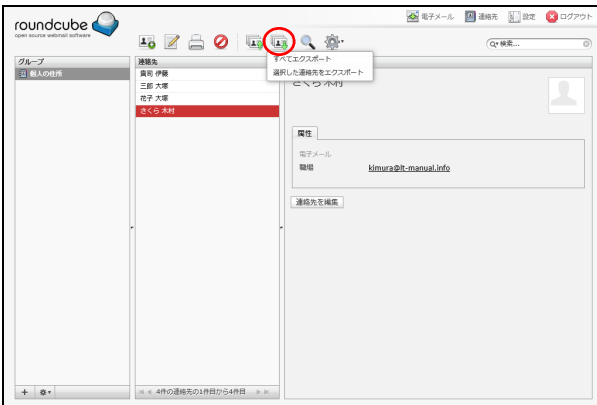 roundcube
open source webmail software
電子メール 連絡先 設定 ログアウト
検索...
グループ
個人の住所
連絡先
貴司 伊藤
三郎 大塚
花子 大塚
さくら 木村
すべてエクスポート
選択した連絡先をエクスポート
さくら 木村
属性
電子メール
職場 kimura@lt-manual.info
連絡先を編集
4件の連絡先の1件目から4件目